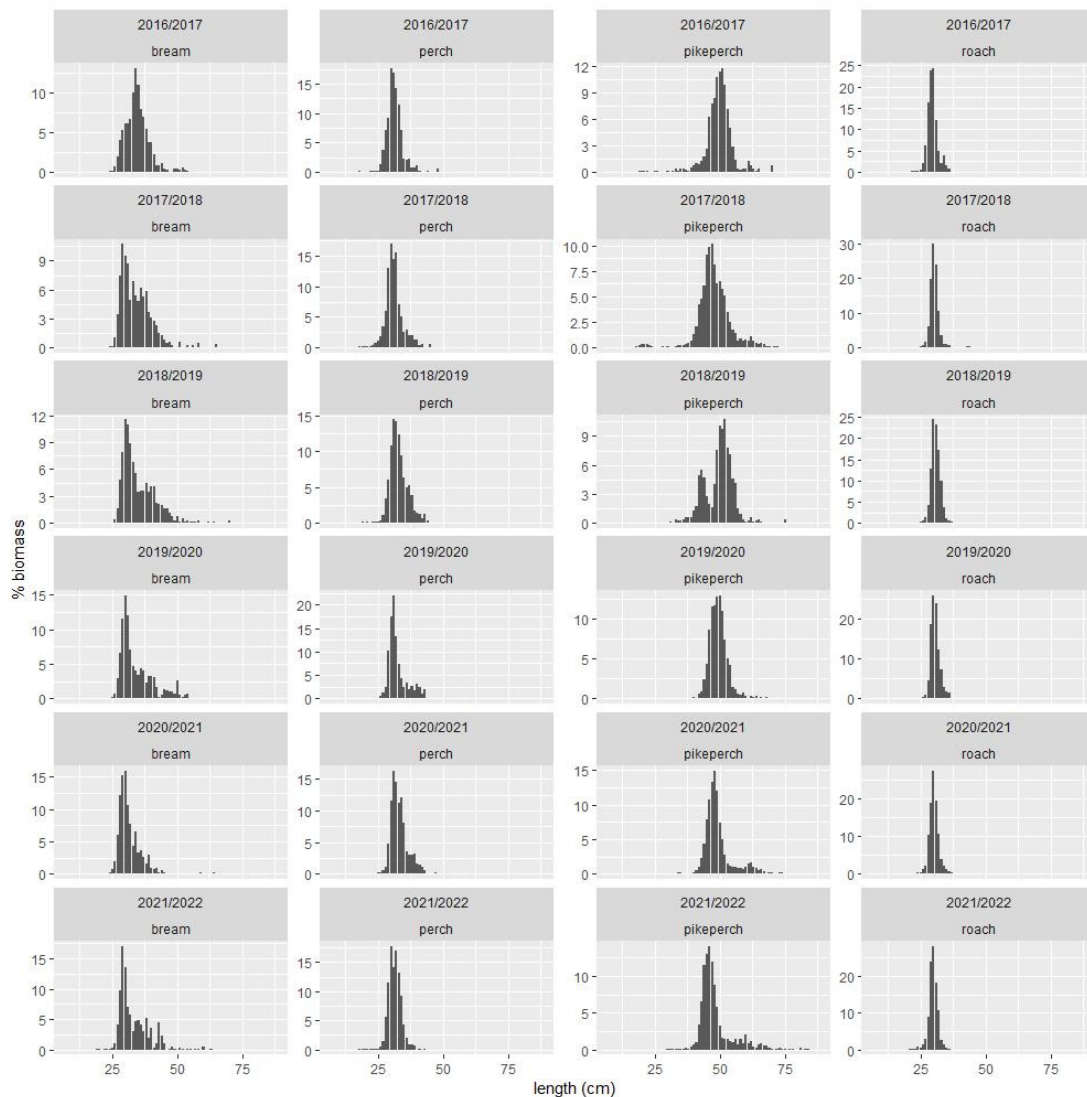 % biomass
2016/2017 2016/2017 2016/2017 2016/2017
bream perch pikeperch roach
10 15 12 25
5 10 9 20
0 5 6 15
0 3 10
0 5
0
2017/2018 2017/2018 2017/2018 2017/2018
bream perch pikeperch roach
9 15 10.0 30
6 10 7.5 20
3 5 5.0 10
0 0 2.5 0
0.0
2018/2019 2018/2019 2018/2019 2018/2019
bream perch pikeperch roach
12 15 9 25
9 10 6 20
6 5 3 15
3 0 0 10
0 5
0
2019/2020 2019/2020 2019/2020 2019/2020
bream perch pikeperch roach
15 20 10 20
10 15 5 10
5 10 0 0
0 5
0
2020/2021 2020/2021 2020/2021 2020/2021
bream perch pikeperch roach
15 15 15 20
10 10 10 10
5 5 5 0
0 0 0
2021/2022 2021/2022 2021/2022 2021/2022
bream perch pikeperch roach
15 15 10 20
10 10 5 10
5 5 0 0
0 0
25 50 75 25 50 75 25 50 75 25 50 75
length (cm)